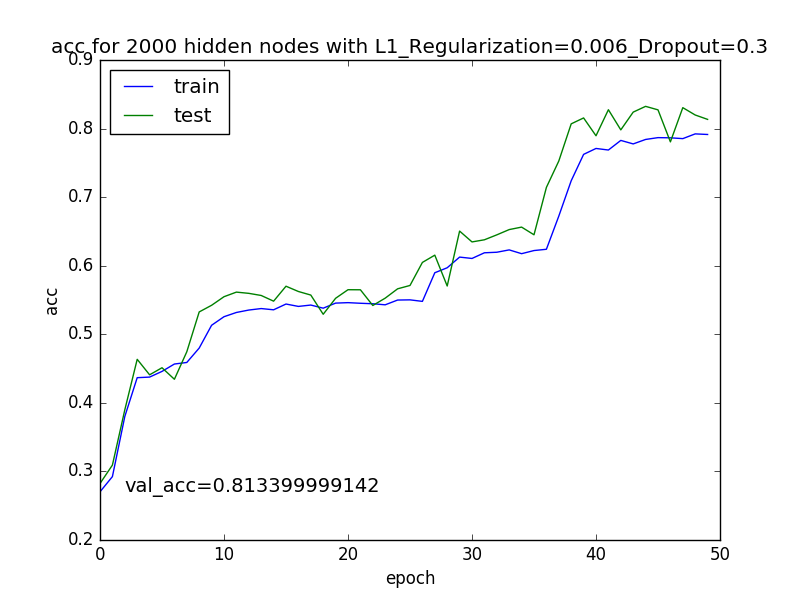 acc for 2000 hidden nodes with L1_Regularization=0.006_Dropout=0.3
0.9
train
test
0.8
0.7
0.6
acc
0.5
0.4
0.3
val_acc=0.813399999142
0.2
0 10 20 30 40 50
epoch